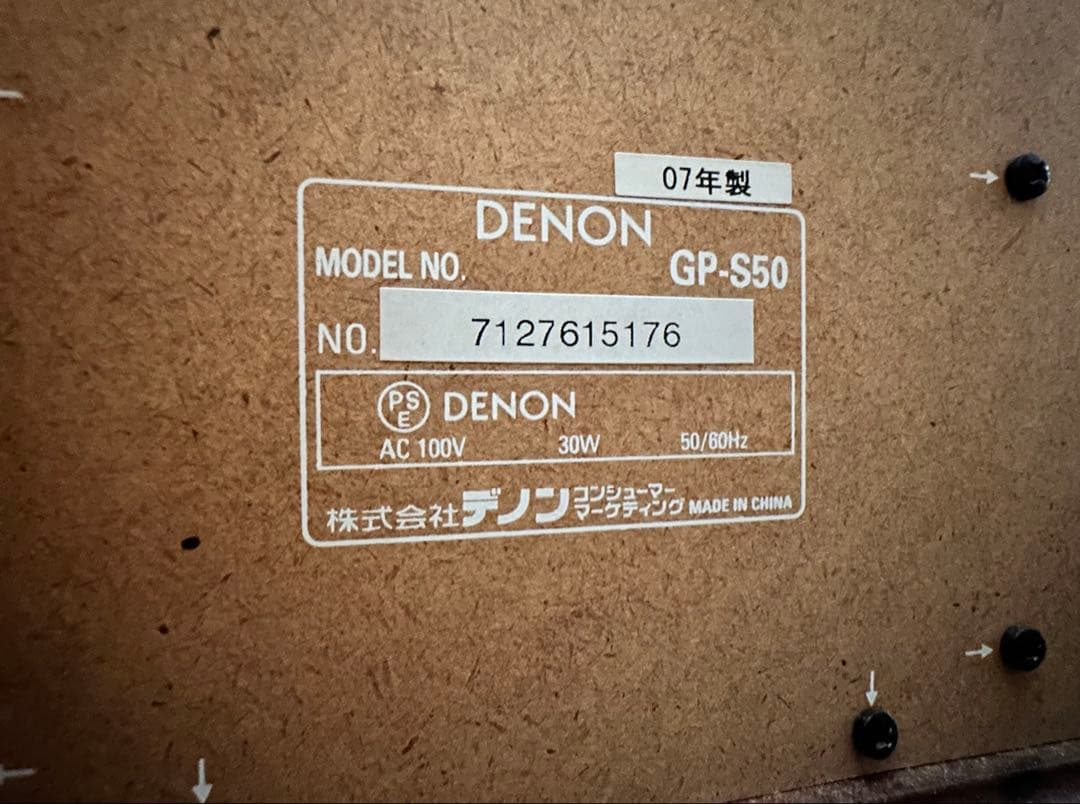 07年製
DENON
MODEL NO. GP-S50
NO. 7127615176
PSE DENON
AC 100V 30W 50/60Hz
株式会社デノン コンシューマーマーケティング MADE IN CHINA